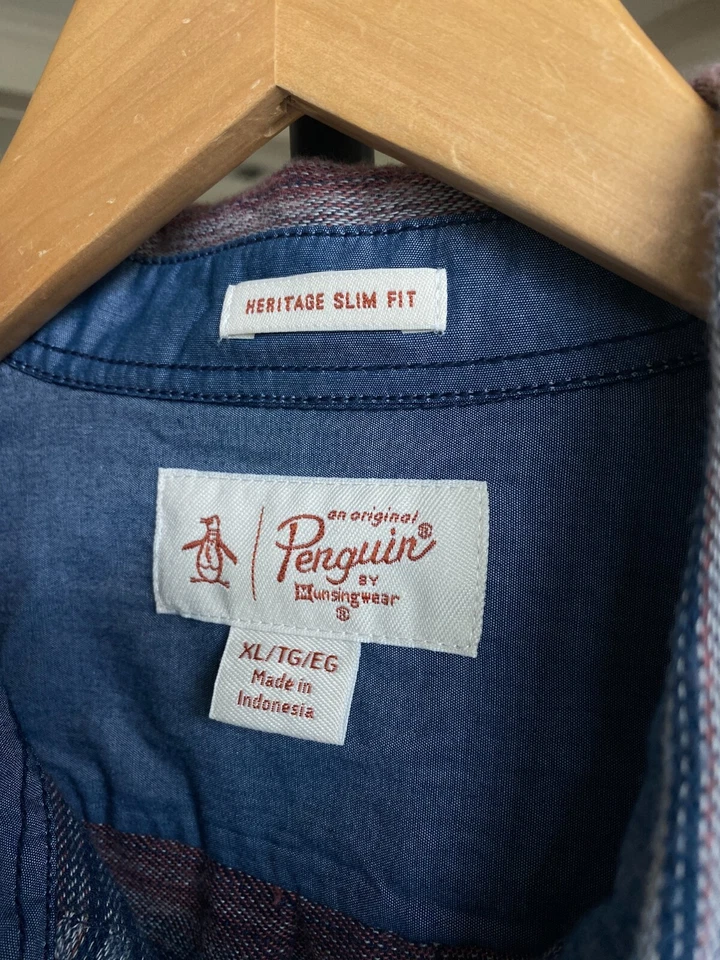 HERITAGE SLIM FIT
an original
Penguin®
BY
Munsingwear
®
XL/TG/EG
Made in
Indonesia